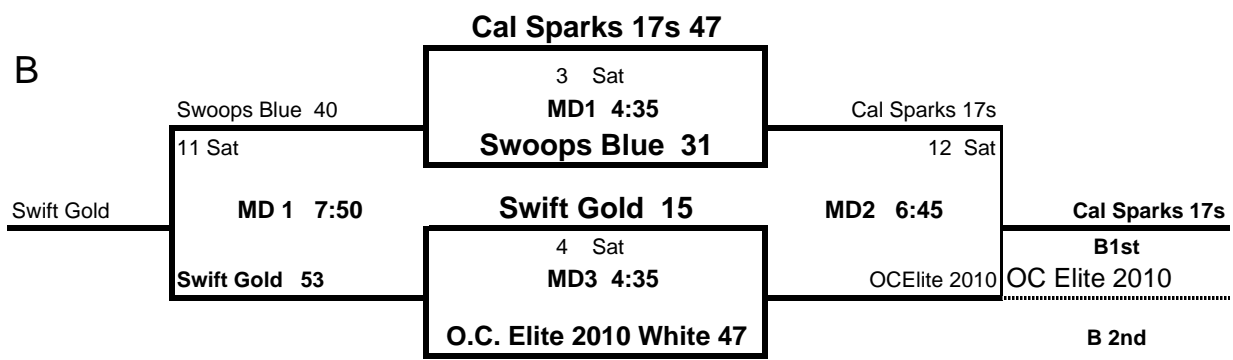 Cal Sparks 17s 47
B
3 Sat
Swoops Blue 40
MD1 4:35
Cal Sparks 17s
11 Sat
Swoops Blue 31
12 Sat
Swift Gold
MD 1 7:50
Swift Gold 15
MD2 6:45
Cal Sparks 17s
4 Sat
B1st
Swift Gold 53
MD3 4:35
OCElite 2010
OC Elite 2010
O.C. Elite 2010 White 47
B 2nd